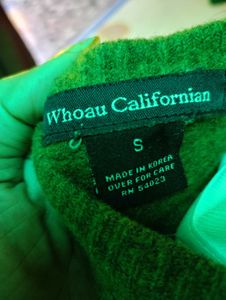 Whoau Californian
S
MADE IN KOREA
OVER FOR CARE
RN 54023